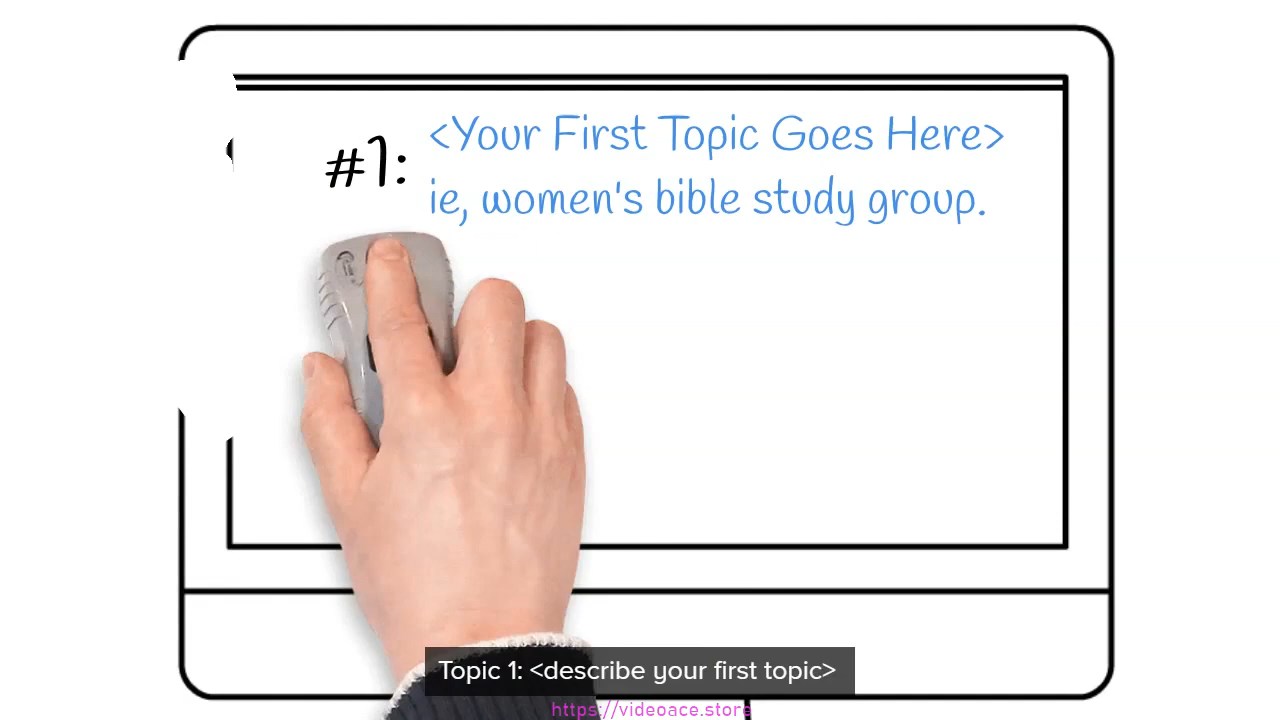 #1:
<Your First Topic Goes Here>
ie, women's bible study group.
Topic 1: <describe your first topic>
https://videoace.store